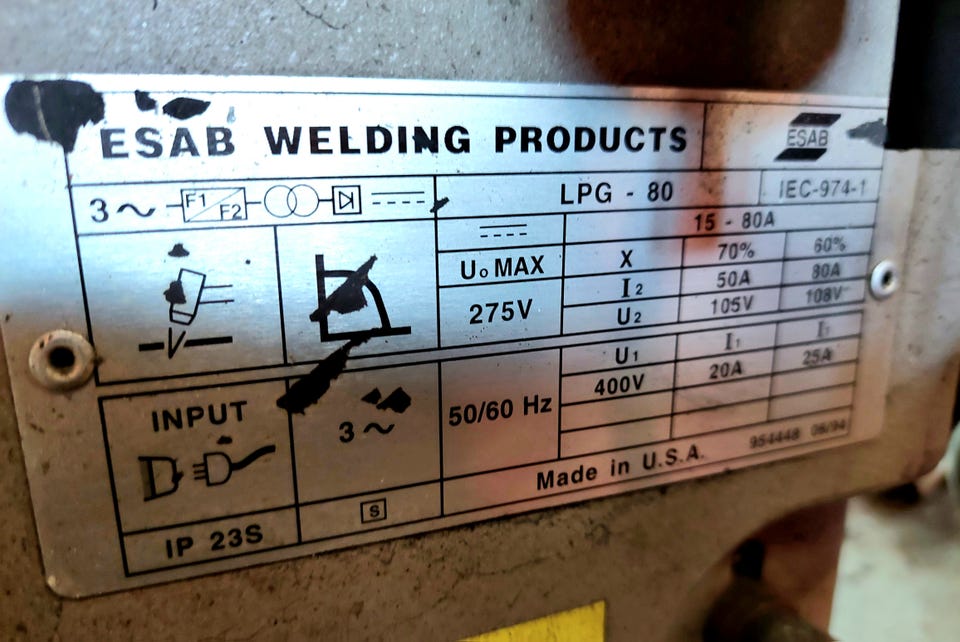 ESAB WELDING PRODUCTS
ESAB
3 ~ F1 F2
LPG - 80
IEC-974-1
15 - 80A
X 70% 60%
U₀ MAX
I2 50A 80A
275V
U2 105V 108V
U1 I1 I1
400V 20A 25A
INPUT
3 ~
50/60 Hz
Made in U.S.A.
954448 06/94
IP 23S
S